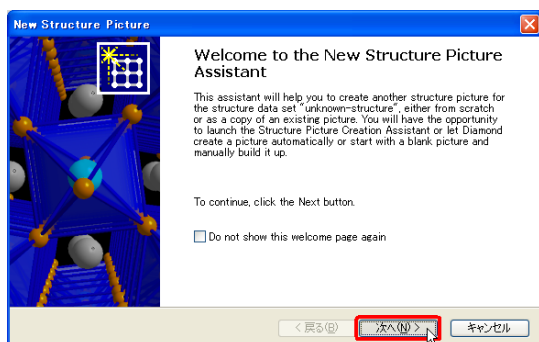 New Structure Picture
Welcome to the New Structure Picture
Assistant
This assistant will help you to create another structure picture for
the structure data set "unknown-structure", either from scratch
or as a copy of an existing picture. You will have the opportunity
to launch the Structure Picture Creation Assistant or let Diamond
create a picture automatically or start with a blank picture and
manually build it up.
To continue, click the Next button.
Do not show this welcome page again
< 戻る(B)
次へ(N) >
キャンセル